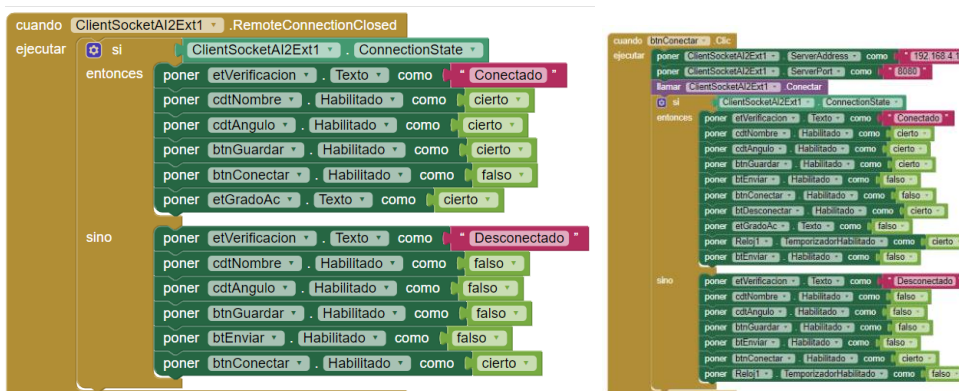 cuando ClientSocketAI2Ext1 .RemoteConnectionClosed
ejecutar si ClientSocketAI2Ext1 . ConnectionState
entonces poner etVerificacion . Texto como " Conectado "
poner cdtNombre . Habilitado como cierto
poner cdtAngulo . Habilitado como cierto
poner btnGuardar . Habilitado como cierto
poner btnConectar . Habilitado como falso
poner etGradoAc . Texto como cierto
sino poner etVerificacion . Texto como " Desconectado "
poner cdtNombre . Habilitado como falso
poner cdtAngulo . Habilitado como falso
poner btnGuardar . Habilitado como falso
poner btEnviar . Habilitado como falso
poner btnConectar . Habilitado como cierto
cuando btnConectar .Clic
ejecutar poner ClientSocketAI2Ext1 . ServerAddress como " 192.168.4.1
poner ClientSocketAI2Ext1 . ServerPort como " 8080 "
llamar ClientSocketAI2Ext1 .Conectar
si ClientSocketAI2Ext1 . ConnectionState
entonces poner etVerificacion . Texto como " Conectado "
poner cdtNombre . Habilitado como cierto
poner cdtAngulo . Habilitado como cierto
poner btnGuardar . Habilitado como cierto
poner btEnviar . Habilitado como falso
poner btnConectar . Habilitado como falso
poner btDesconectar . Habilitado como cierto
poner etGradoAc . Texto como falso
poner Reloj1 . TemporizadorHabilitado como cierto
poner btEnviar . Habilitado como falso
sino poner etVerificacion . Texto como " Desconectado
poner cdtNombre . Habilitado como falso
poner cdtAngulo . Habilitado como falso
poner btnGuardar . Habilitado como falso
poner btEnviar . Habilitado como falso
poner btnConectar . Habilitado como cierto
poner Reloj1 . TemporizadorHabilitado como falso